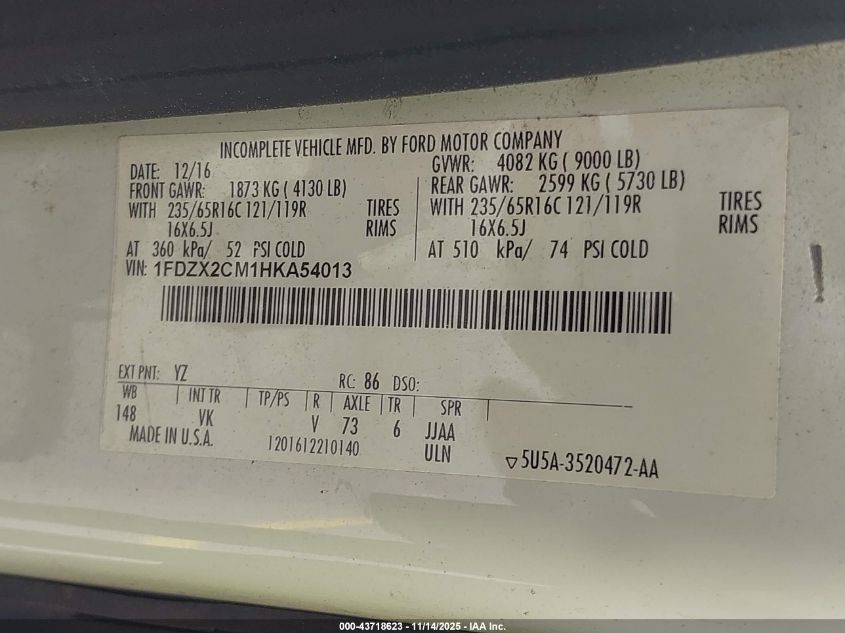 INCOMPLETE VEHICLE MFD. BY FORD MOTOR COMPANY
DATE: 12/16 GVWR: 4082 KG ( 9000 LB)
FRONT GAWR: 1873 KG ( 4130 LB) REAR GAWR: 2599 KG ( 5730 LB)
WITH 235/65R16C 121/119R TIRES WITH 235/65R16C 121/119R TIRES
16X6.5J RIMS 16X6.5J RIMS
AT 360 kPa/ 52 PSI COLD AT 510 kPa/ 74 PSI COLD
VIN: 1FDZX2CM1HKA54013
EXT PNT: YZ RC: 86 DSO:
WB INT TR TP/PS R AXLE TR SPR
148 VK V 73 6 JJAA
MADE IN U.S.A. 1201612210140 ULN ▽5U5A-3520472-AA
000-43718623 - 11/14/2025 - IAA Inc.